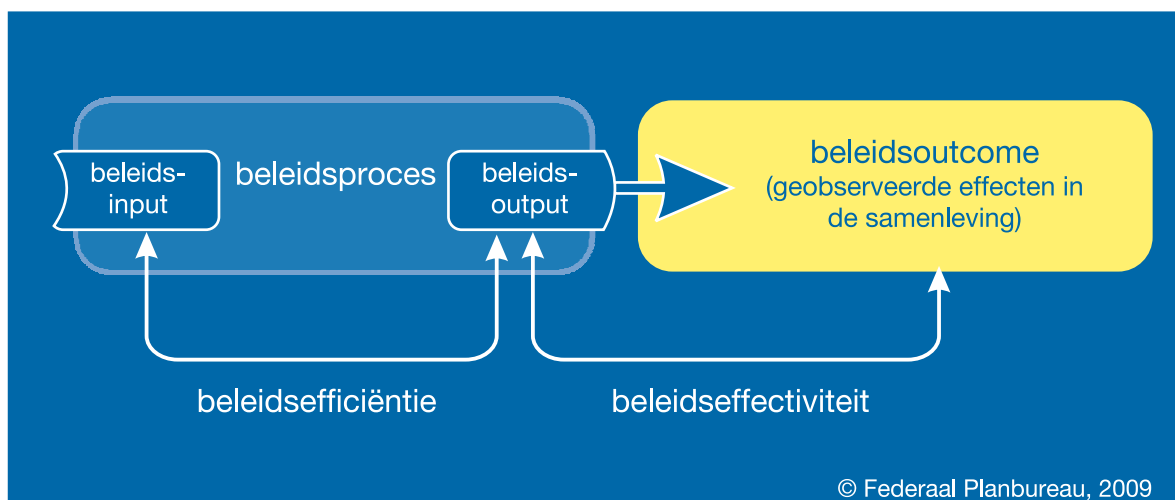 beleids-
input
beleidsproces
beleids-
output
beleidsoutcome
(geobserveerde effecten in
de samenleving)
beleidsefficiëntie
beleidseffectiviteit
© Federaal Planbureau, 2009